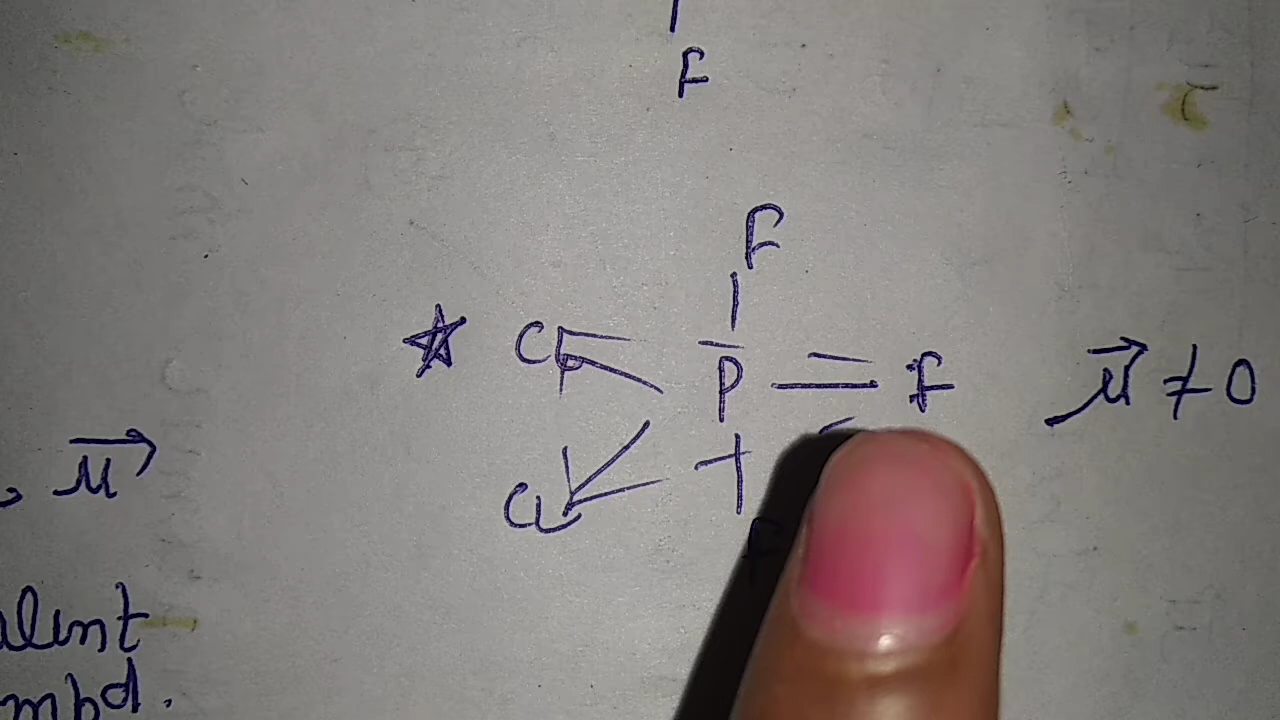 F
F
Cl P F μ ≠ 0
, μ
Cl F
alent
mpd.